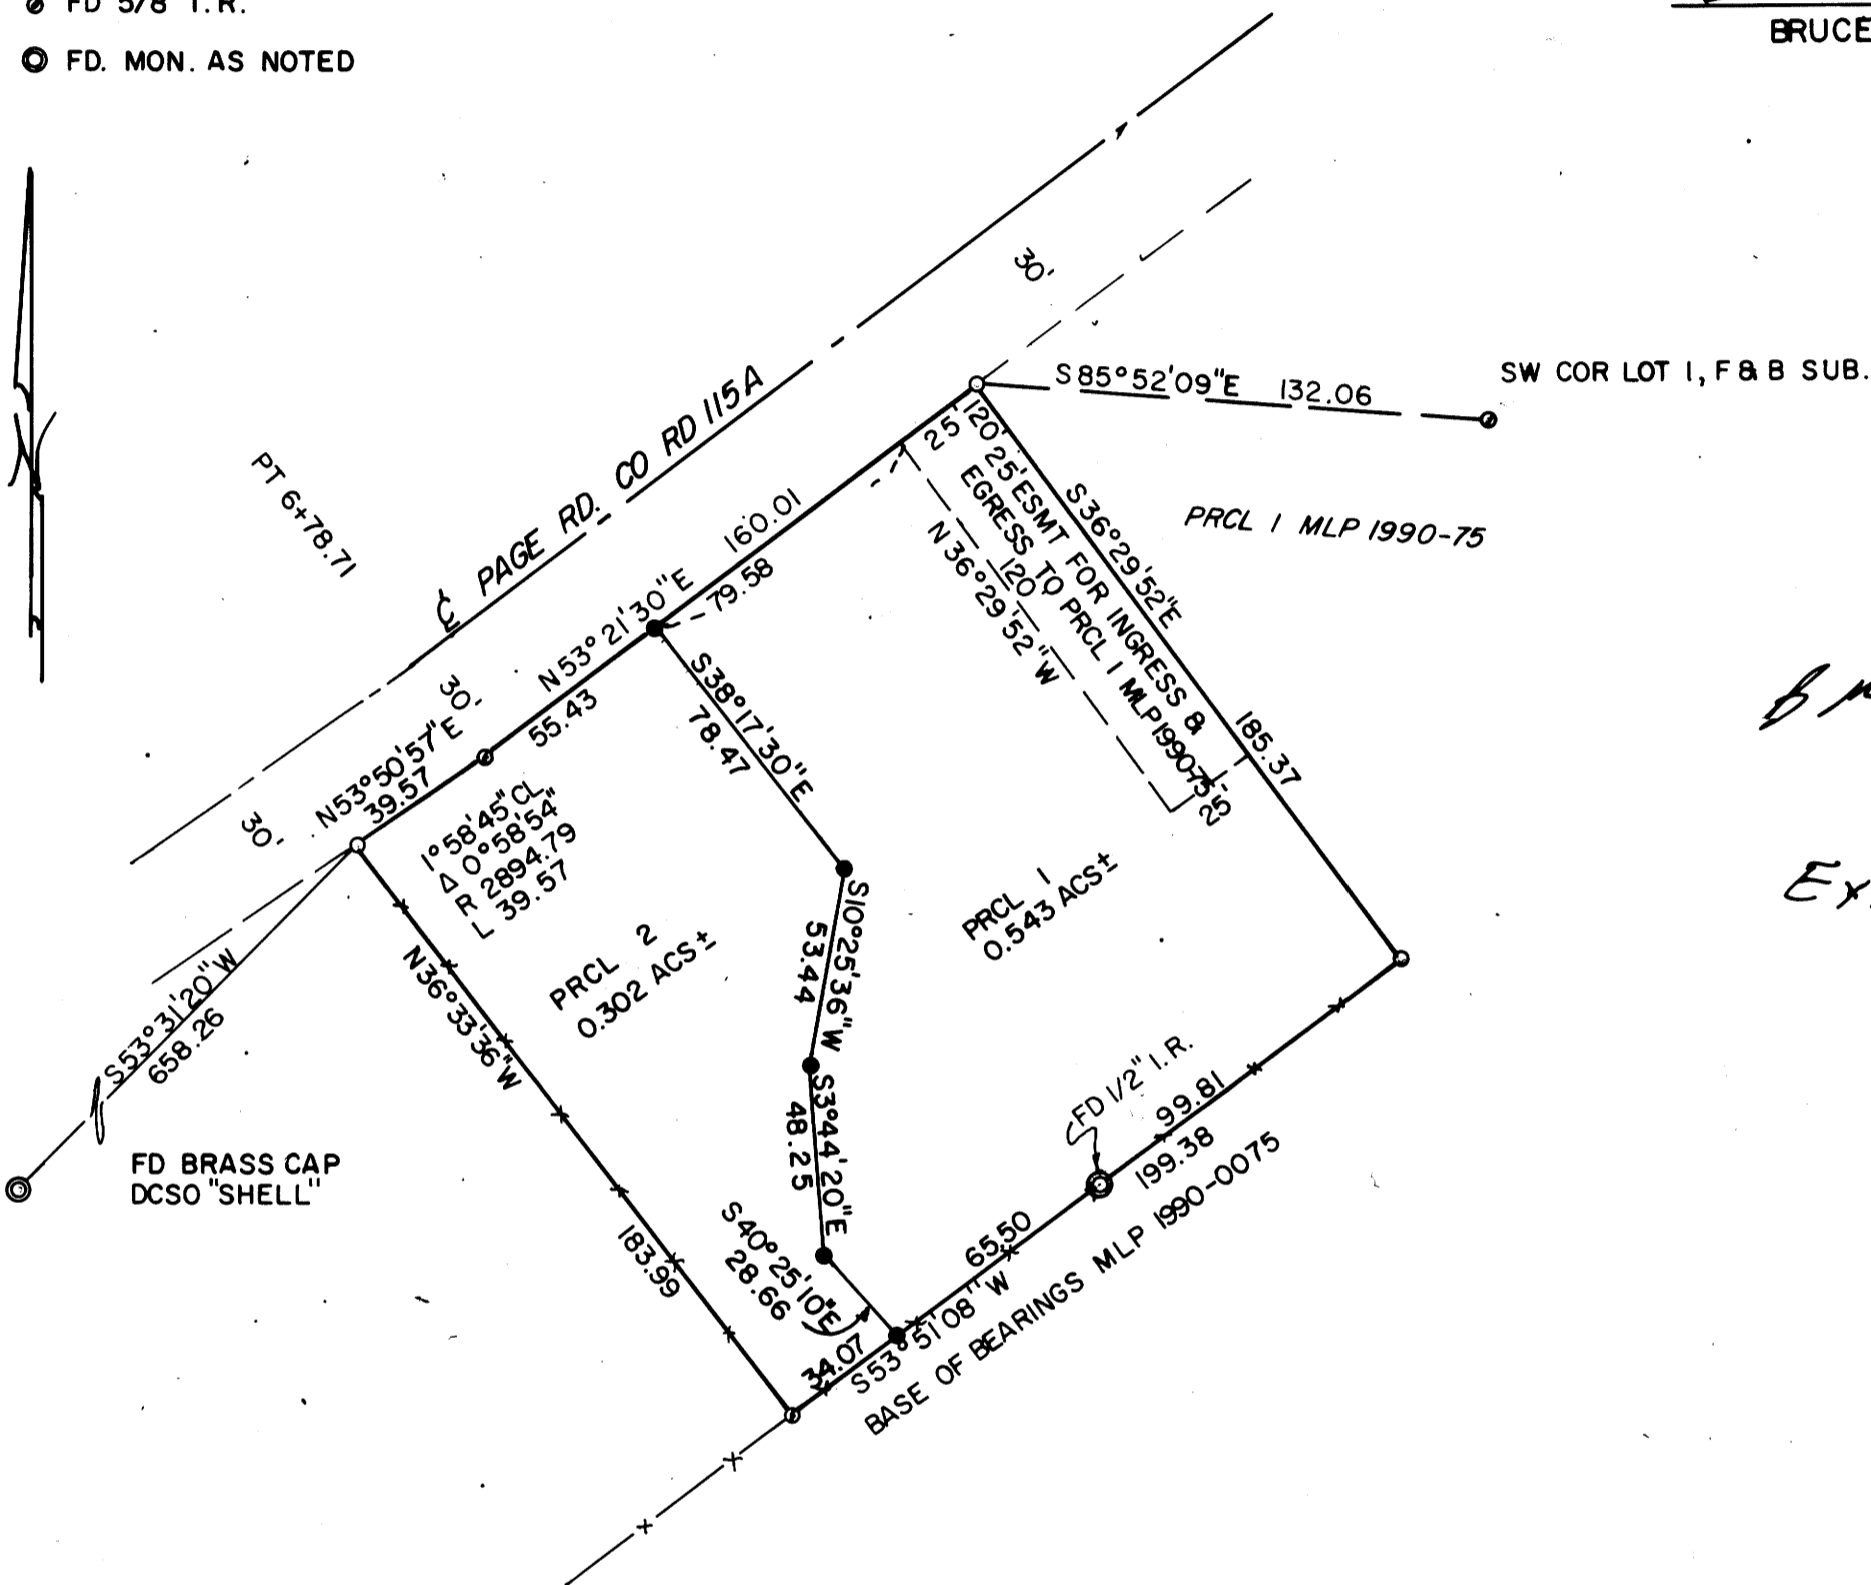 FD 5/8" I.R.
FD. MON. AS NOTED
BRUCE
30'
SW COR LOT 1, F & B SUB.
S85°52'09"E 132.06
℄ PAGE RD. CO RD 115A
PT 6+78.71
25
120'
25' ESMT FOR INGRESS &
EGRESS TO PRCL 1 MLP1990-75
120
N36°29'52"W
25
S36°29'52"E
185.37
PRCL 1 MLP 1990-75
160.01
N53°21'30"E
79.58
55.43
30'
N53°50'57"E
39.57
30'
1°58'45"CL
Δ 0°58'54"
R 2894.79
L 39.57
S38°17'30"E
78.47
PRCL 1
0.543 ACS±
PRCL 2
0.302 ACS±
S10°25'36"W
53.44
N36°33'36"W
183.99
S53°31'20"W
658.26
FD BRASS CAP
DCSO "SHELL"
S3°44'20"E
48.25
S40°25'10"E
28.66
FD 1/2" I.R.
99.81
199.38
65.50
34.07
S53°51'08"W
BASE OF BEARINGS MLP 1990-0075